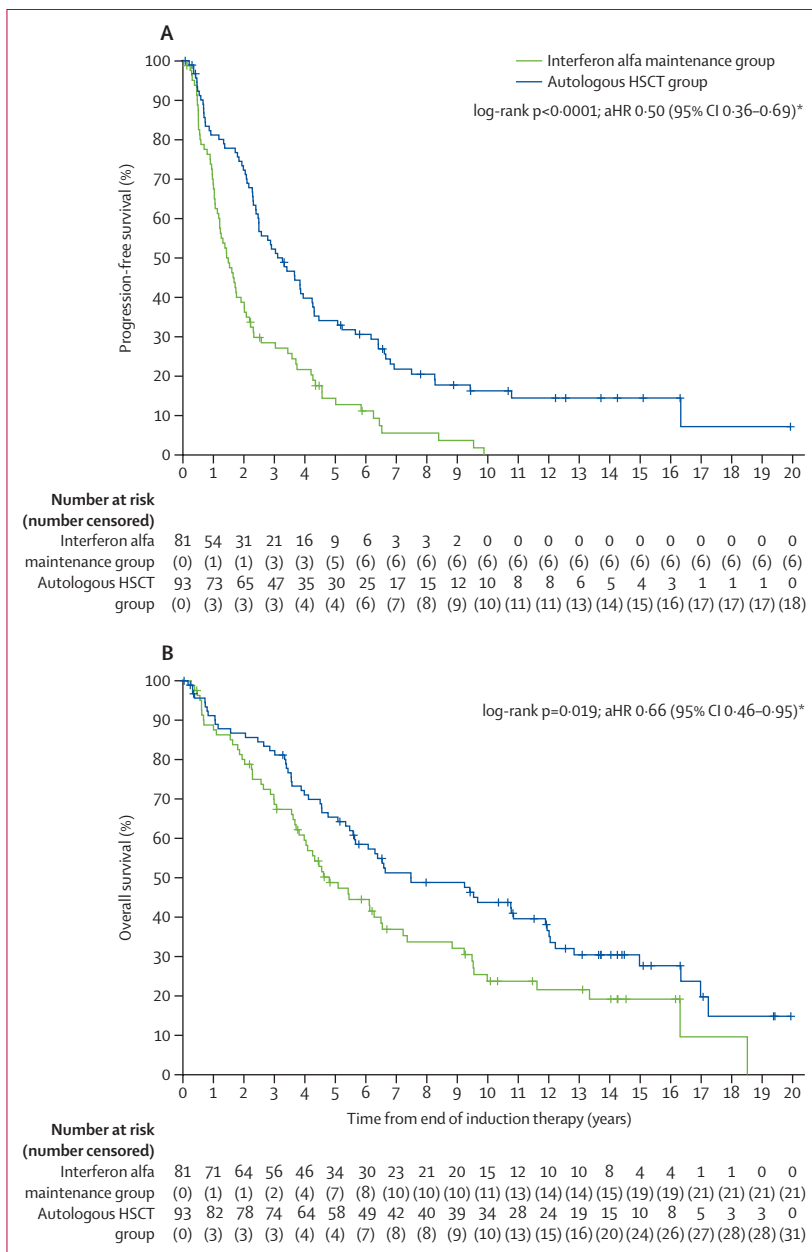 A
100
90
80
70
60
50
40
30
20
10
0
Progression-free survival (%)
Interferon alfa maintenance group
Autologous HSCT group
log-rank p<0·0001; aHR 0·50 (95% CI 0·36–0·69)*
0 1 2 3 4 5 6 7 8 9 10 11 12 13 14 15 16 17 18 19 20
Number at risk
(number censored)
Interferon alfa 81 54 31 21 16 9 6 3 3 2 0 0 0 0 0 0 0 0 0 0 0
maintenance group (0) (1) (1) (3) (3) (5) (6) (6) (6) (6) (6) (6) (6) (6) (6) (6) (6) (6) (6) (6) (6)
Autologous HSCT 93 73 65 47 35 30 25 17 15 12 10 8 8 6 5 4 3 1 1 1 0
group (0) (3) (3) (3) (4) (4) (6) (7) (8) (9) (10) (11) (11) (13) (14) (15) (16) (17) (17) (17) (18)
B
100
90
80
70
60
50
40
30
20
10
0
Overall survival (%)
log-rank p=0·019; aHR 0·66 (95% CI 0·46–0·95)*
0 1 2 3 4 5 6 7 8 9 10 11 12 13 14 15 16 17 18 19 20
Time from end of induction therapy (years)
Number at risk
(number censored)
Interferon alfa 81 71 64 56 46 34 30 23 21 20 15 12 10 10 8 4 4 1 1 0 0
maintenance group (0) (1) (1) (2) (4) (7) (8) (10) (10) (10) (11) (13) (14) (14) (15) (19) (19) (21) (21) (21) (21)
Autologous HSCT 93 82 78 74 64 58 49 42 40 39 34 28 24 19 15 10 8 5 3 3 0
group (0) (3) (3) (3) (4) (4) (7) (8) (8) (9) (10) (13) (15) (16) (20) (24) (26) (27) (28) (28) (31)